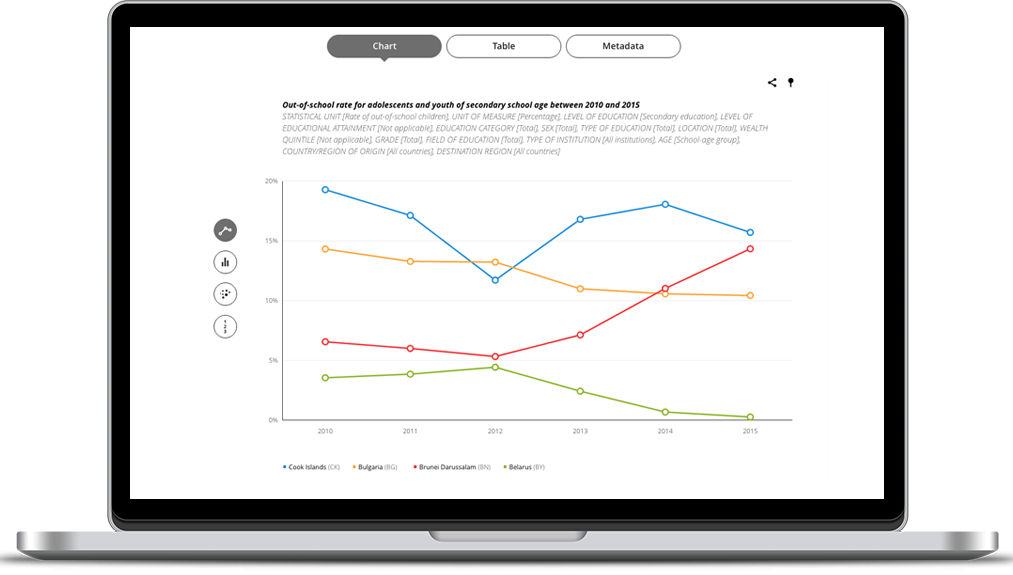 Chart Table Metadata
Out-of-school rate for adolescents and youth of secondary school age between 2010 and 2015
STATISTICAL UNIT [Rate of out-of-school children], UNIT OF MEASURE [Percentage], LEVEL OF EDUCATION [Secondary education], LEVEL OF
EDUCATIONAL ATTAINMENT [Not applicable], EDUCATION CATEGORY [Total], SEX [Total], TYPE OF EDUCATION [Total], LOCATION [Total], WEALTH
QUINTILE [Not applicable], GRADE [Total], FIELD OF EDUCATION [Total], TYPE OF INSTITUTION [All institutions], AGE [School-age group],
COUNTRY/REGION OF ORIGIN [All countries], DESTINATION REGION [All countries]
20%
15%
10%
5%
0%
1
2
3
2010 2011 2012 2013 2014 2015
Cook Islands (CK) Bulgaria (BG) Brunei Darussalam (BN) Belarus (BY)